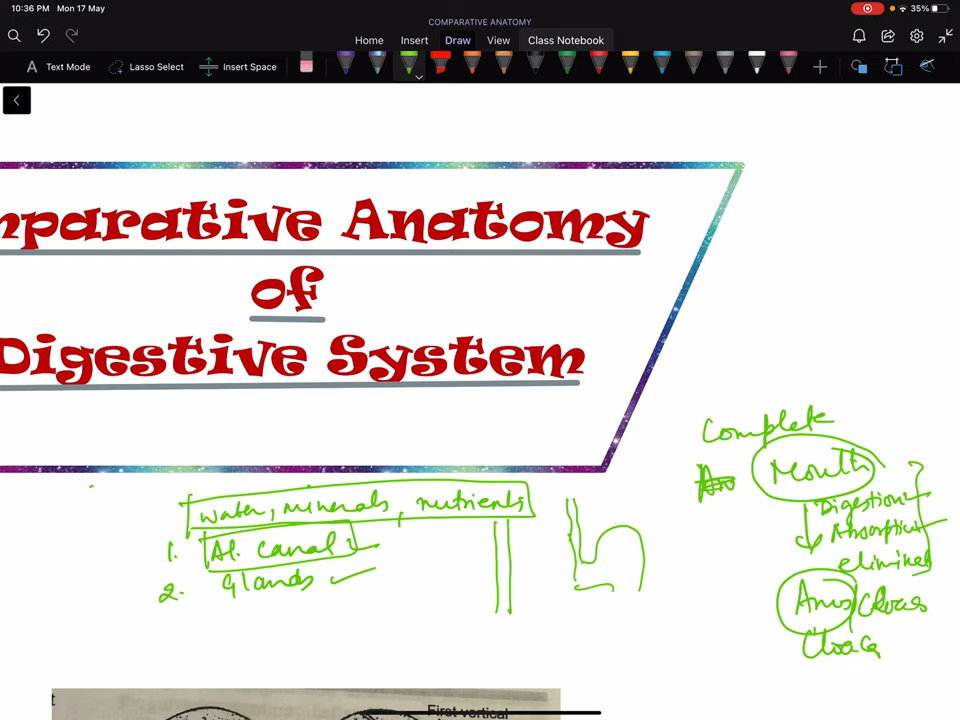 10:36 PM Mon 17 May
35%
COMPARATIVE ANATOMY
Home Insert Draw View Class Notebook
Text Mode Lasso Select Insert Space
mparative Anatomy
of
Digestive System
Complete
Mouth
water, minerals, nutrients
Digestion
1. Al. canal
Absorption
2. Glands
elimines
Anus
Cloaca
First vertical